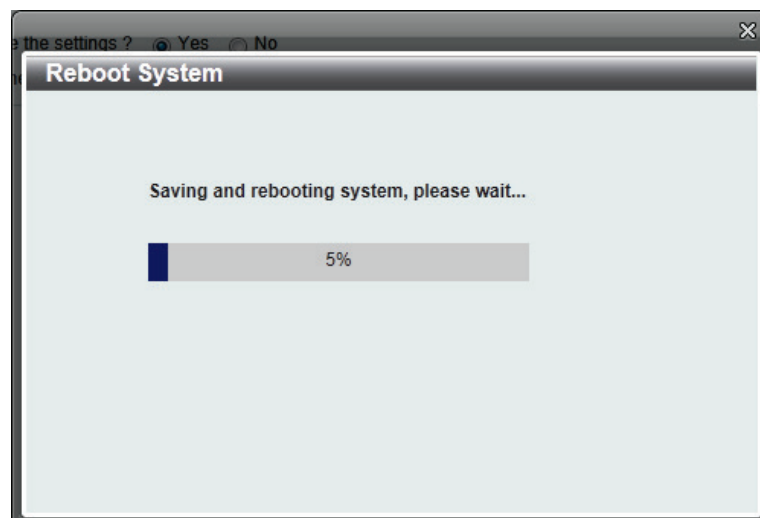 the settings ? Yes No
Reboot System
Saving and rebooting system, please wait...
5%